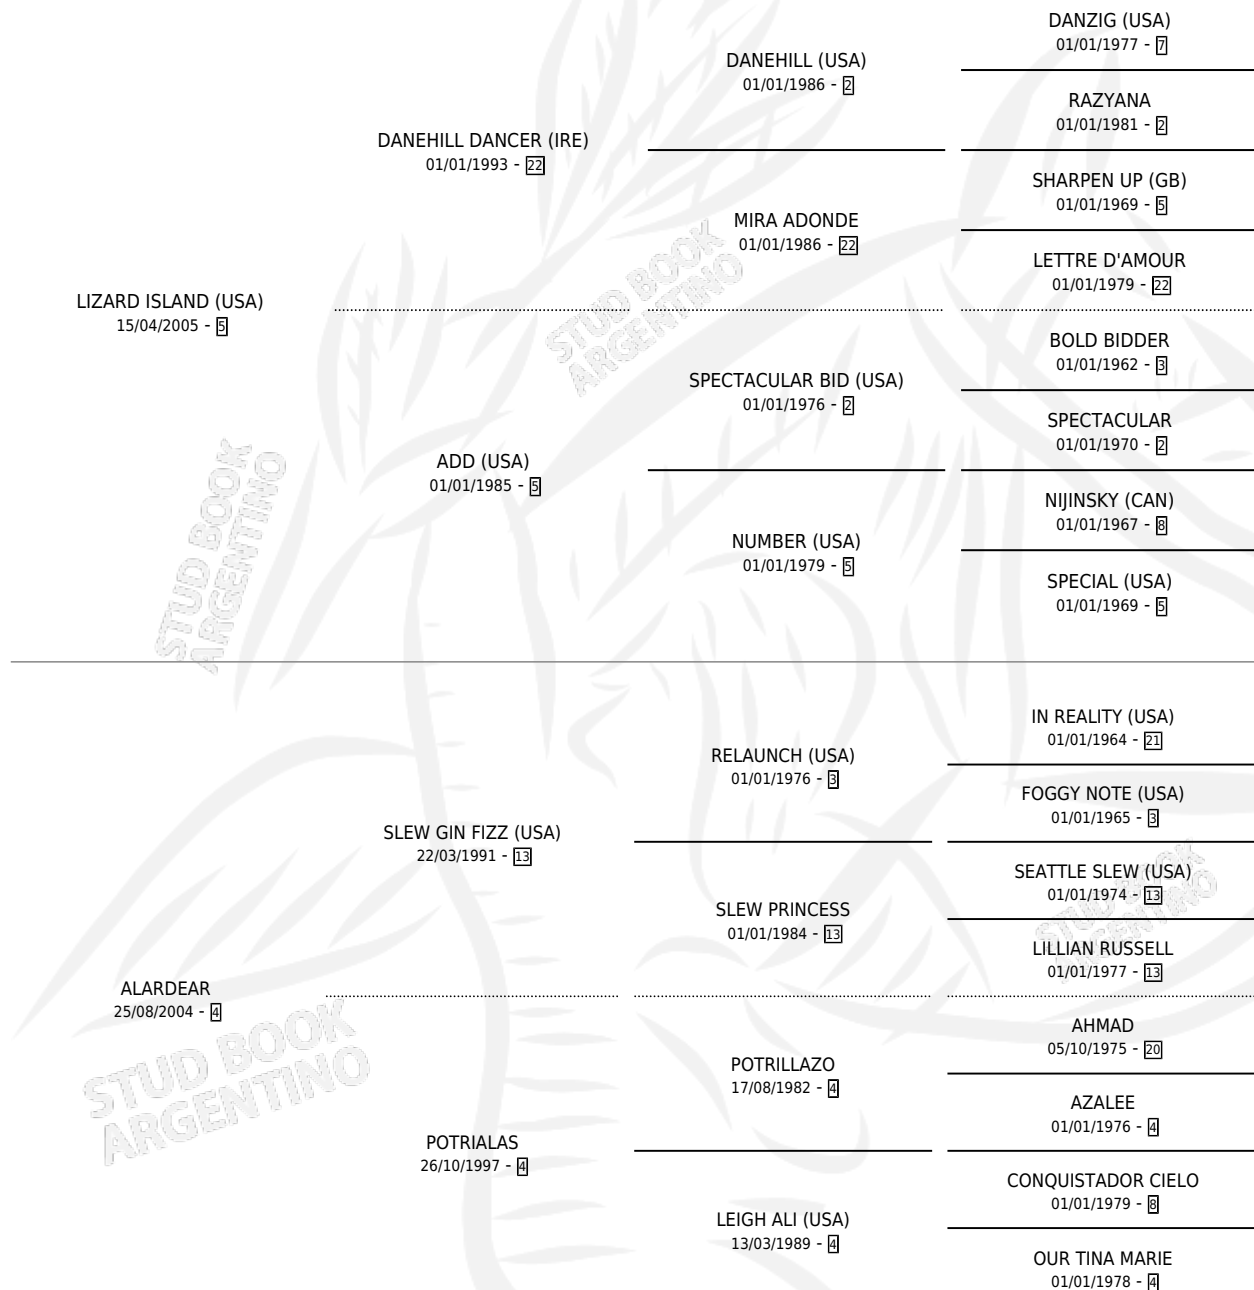 DANZIG (USA)
01/01/1977 - 7
DANEHILL (USA)
01/01/1986 - 2
RAZYANA
01/01/1981 - 2
DANEHILL DANCER (IRE)
01/01/1993 - 22
SHARPEN UP (GB)
01/01/1969 - 5
MIRA ADONDE
01/01/1986 - 22
LETTRE D'AMOUR
01/01/1979 - 22
LIZARD ISLAND (USA)
15/04/2005 - 5
STUD BOOK
ARGENTINO
BOLD BIDDER
01/01/1962 - 3
SPECTACULAR BID (USA)
01/01/1976 - 2
SPECTACULAR
01/01/1970 - 2
ADD (USA)
01/01/1985 - 5
NIJINSKY (CAN)
01/01/1967 - 8
NUMBER (USA)
01/01/1979 - 5
SPECIAL (USA)
01/01/1969 - 5
STUD BOOK
ARGENTINO
IN REALITY (USA)
01/01/1964 - 21
RELAUNCH (USA)
01/01/1976 - 3
FOGGY NOTE (USA)
01/01/1965 - 3
SLEW GIN FIZZ (USA)
22/03/1991 - 13
SEATTLE SLEW (USA)
01/01/1974 - 13
SLEW PRINCESS
01/01/1984 - 13
STUD BOOK
ARGENTINO
LILLIAN RUSSELL
01/01/1977 - 13
ALARDEAR
25/08/2004 - 4
AHMAD
05/10/1975 - 20
POTRILLAZO
17/08/1982 - 4
STUD BOOK
ARGENTINO
AZALEE
01/01/1976 - 4
POTRIALAS
26/10/1997 - 4
CONQUISTADOR CIELO
01/01/1979 - 8
LEIGH ALI (USA)
13/03/1989 - 4
OUR TINA MARIE
01/01/1978 - 4